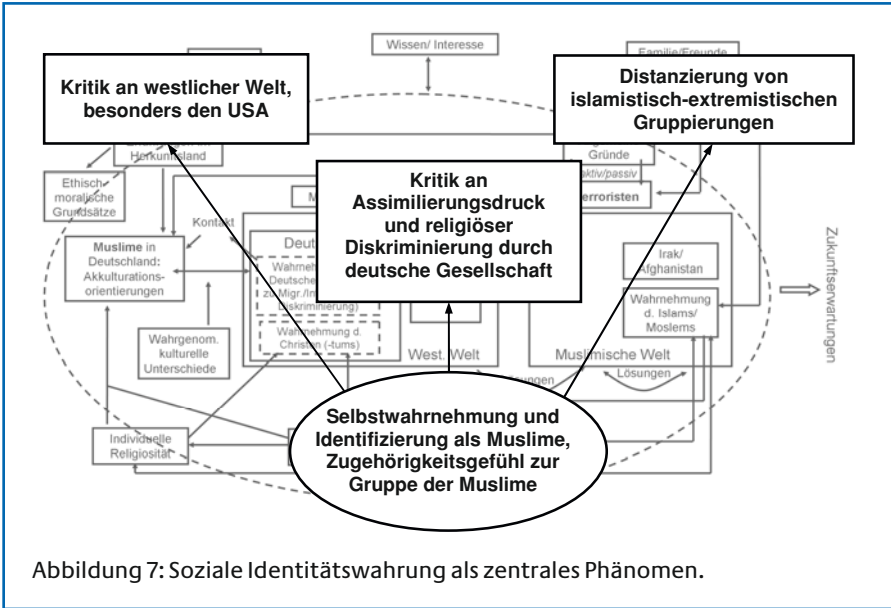 Wissen/ Interesse
Familie/Freunde
Kritik an westlicher Welt,
besonders den USA
Distanzierung von
islamistisch-extremistischen
Gruppierungen
Herkunftsland
Gründe
aktiv/passiv
Terroristen
Ethisch-
moralische
Grundsätze
Kritik an
Assimilierungsdruck
und religiöser
Diskriminierung durch
deutsche Gesellschaft
Kontakt
Muslime in
Deutschland:
Akkulturations-
orientierungen
Wahrgenom.
kulturelle
Unterschiede
Diskriminierung)
Wahrnehmung d.
Christen (-tums)
West. Welt
Irak/
Afghanistan
Wahrnehmung
d. Islams/
Moslems
Muslimische Welt
Lösungen
Zukunftserwartungen
Individuelle
Religiosität
Selbstwahrnehmung und
Identifizierung als Muslime,
Zugehörigkeitsgefühl zur
Gruppe der Muslime
Abbildung 7: Soziale Identitätswahrung als zentrales Phänomen.